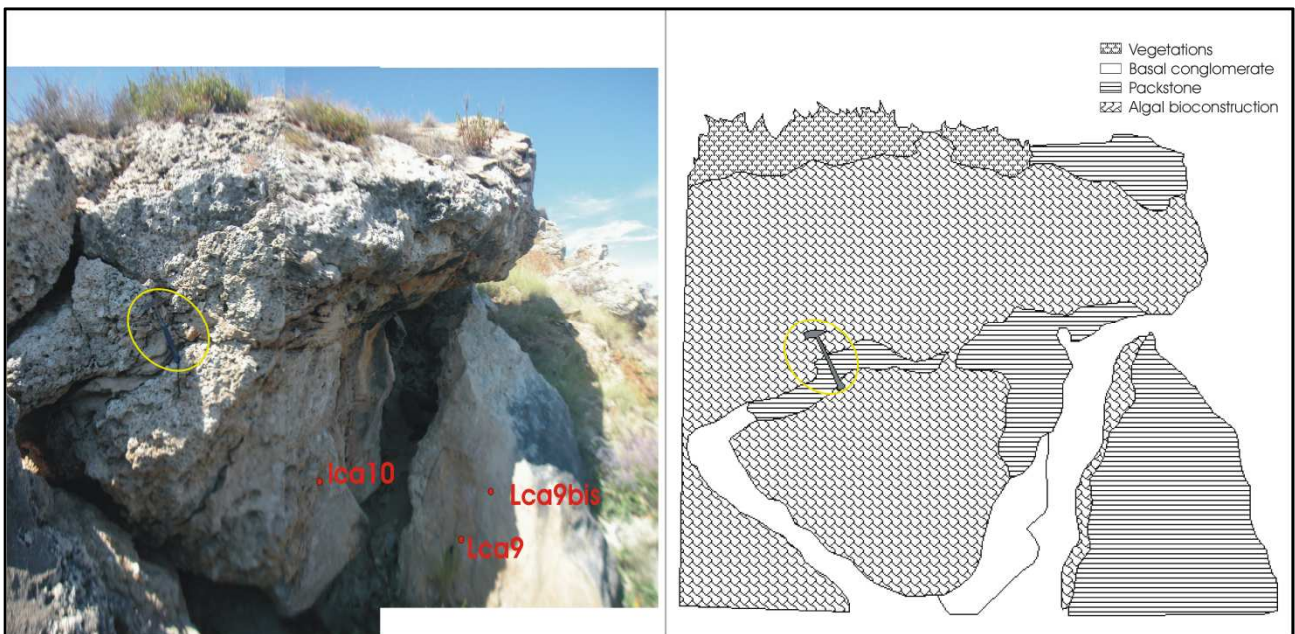 Vegetations
Basal conglomerate
Packstone
Algal bioconstruction
lca10
Lca9bis
Lca9